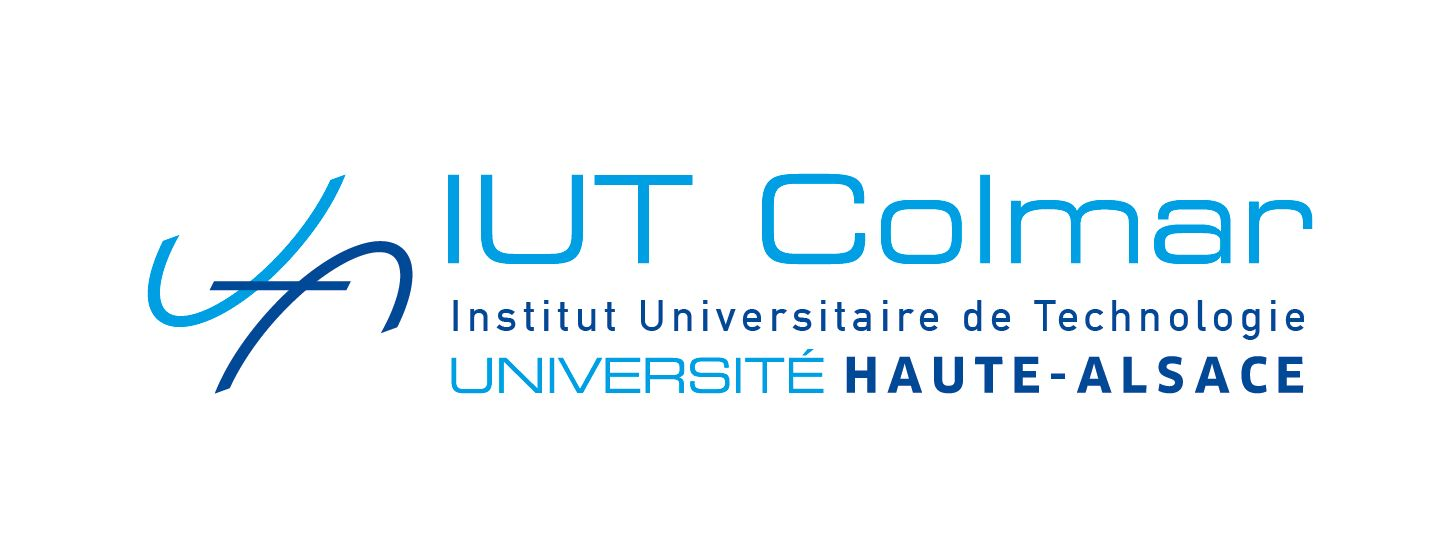 IUT Colmar
Institut Universitaire de Technologie
UNIVERSITÉ HAUTE-ALSACE